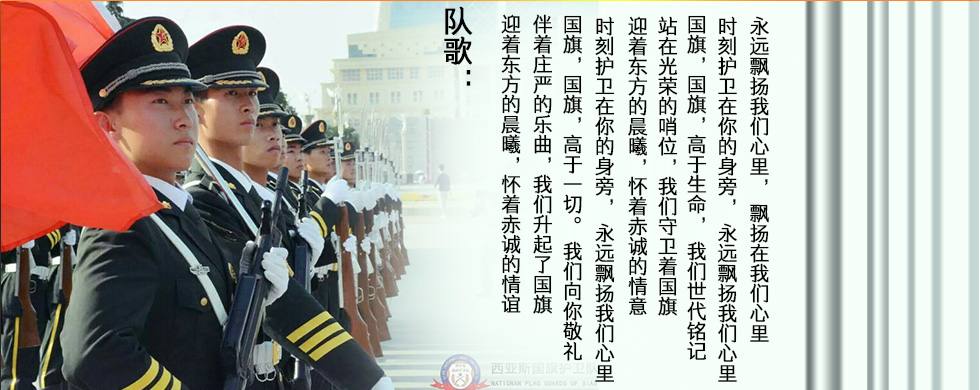 队歌：
迎着东方的晨曦，怀着赤诚的情谊
伴着庄严的乐曲，我们升起了国旗
国旗，国旗，高于一切。我们向你敬礼
时刻护卫在你的身旁，永远飘扬我们心里
迎着东方的晨曦，怀着赤诚的情意
站在光荣的哨位，我们守卫着国旗
国旗，国旗，高于生命，我们世代铭记
时刻护卫在你的身旁，永远飘扬我们心里
永远飘扬我们心里，飘扬在我们心里
西亚斯国旗护卫队